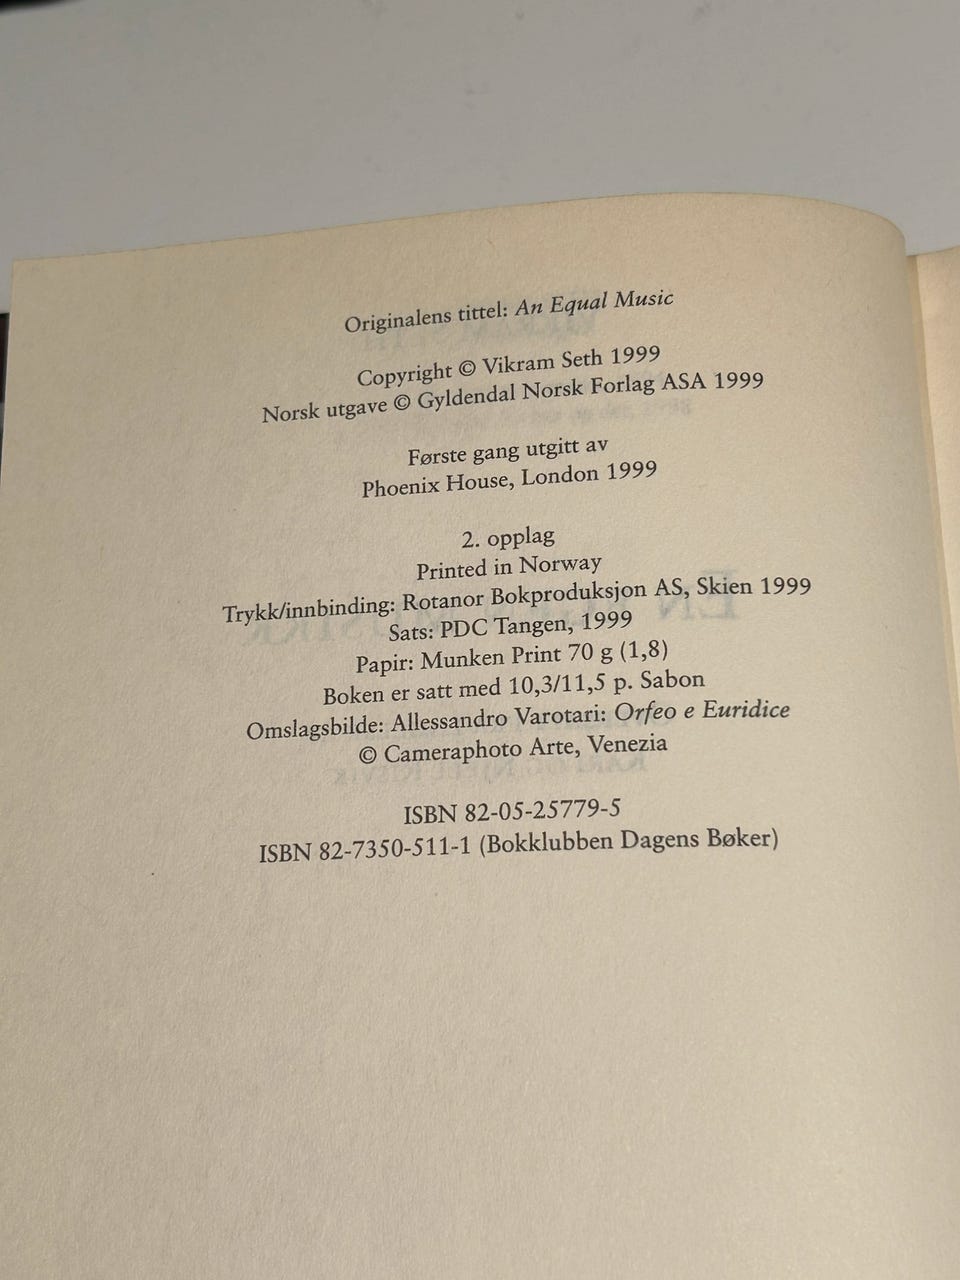 Originalens tittel: An Equal Music
Copyright © Vikram Seth 1999
Norsk utgave © Gyldendal Norsk Forlag ASA 1999
Første gang utgitt av
Phoenix House, London 1999
2. opplag
Printed in Norway
Trykk/innbinding: Rotanor Bokproduksjon AS, Skien 1999
Sats: PDC Tangen, 1999
Papir: Munken Print 70 g (1,8)
Boken er satt med 10,3/11,5 p. Sabon
Omslagsbilde: Allessandro Varotari: Orfeo e Euridice
© Cameraphoto Arte, Venezia
ISBN 82-05-25779-5
ISBN 82-7350-511-1 (Bokklubben Dagens Bøker)